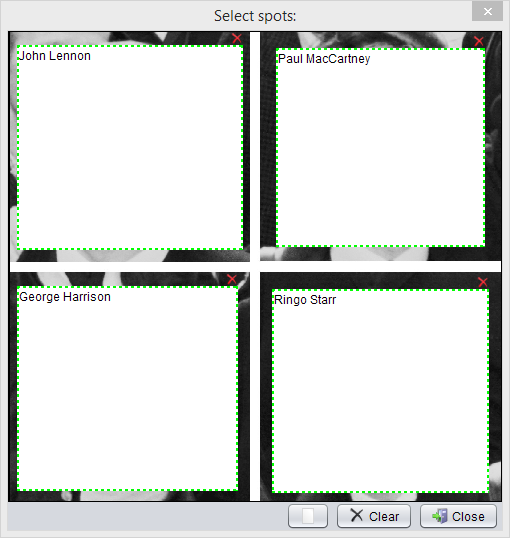 Select spots:
John Lennon
Paul MacCartney
George Harrison
Ringo Starr
Clear
Close